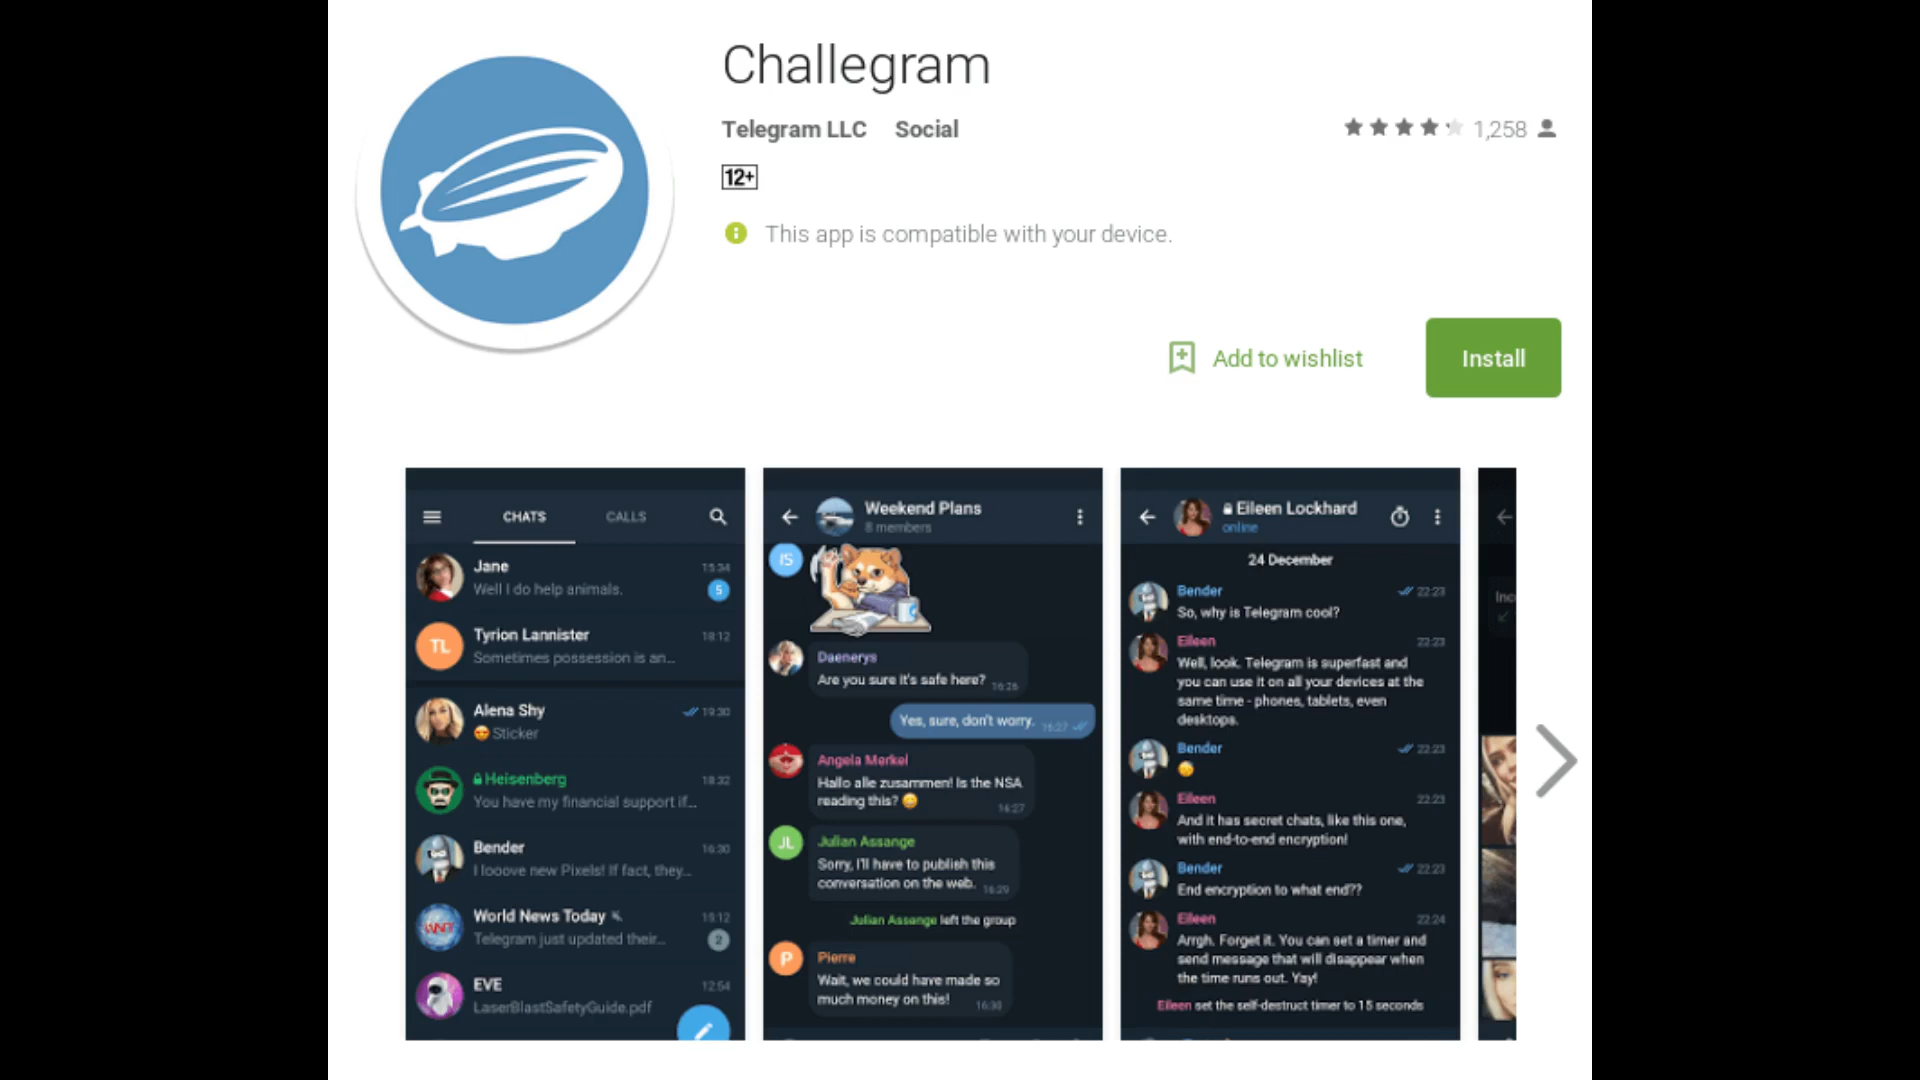 Challegram
Telegram LLC Social
1,258
12+
This app is compatible with your device.
Add to wishlist
Install
CHATS CALLS
Jane 15:34
Well I do help animals. 5
TL Tyrion Lannister 18:12
Sometimes possession is an...
Alena Shy 19:30
Sticker
Heisenberg 18:32
You have my financial support if...
Bender 16:30
I looove new Pixels! If fact, they...
World News Today 15:12
Telegram just updated their... 2
EVE 12:54
LaserBlastSafetyGuide.pdf
Weekend Plans
8 members
IS
Daenerys
Are you sure it's safe here? 16:26
Yes, sure, don't worry. 16:27
Angela Merkel
Hallo alle zusammen! Is the NSA
reading this? 16:27
JL Julian Assange
Sorry, I'll have to publish this
conversation on the web. 16:29
Julian Assange left the group
P Pierre
Wait, we could have made so
much money on this! 16:30
Eileen Lockhard
online
24 December
Bender 22:23
So, why is Telegram cool?
Eileen 22:23
Well, look. Telegram is superfast and
you can use it on all your devices at the
same time - phones, tablets, even
desktops.
Bender 22:23
Eileen 22:23
And it has secret chats, like this one,
with end-to-end encryption!
Bender 22:23
End encryption to what end??
Eileen 22:24
Arrgh. Forget it. You can set a timer and
send message that will disappear when
the time runs out. Yay!
Eileen set the self-destruct timer to 15 seconds
Inc